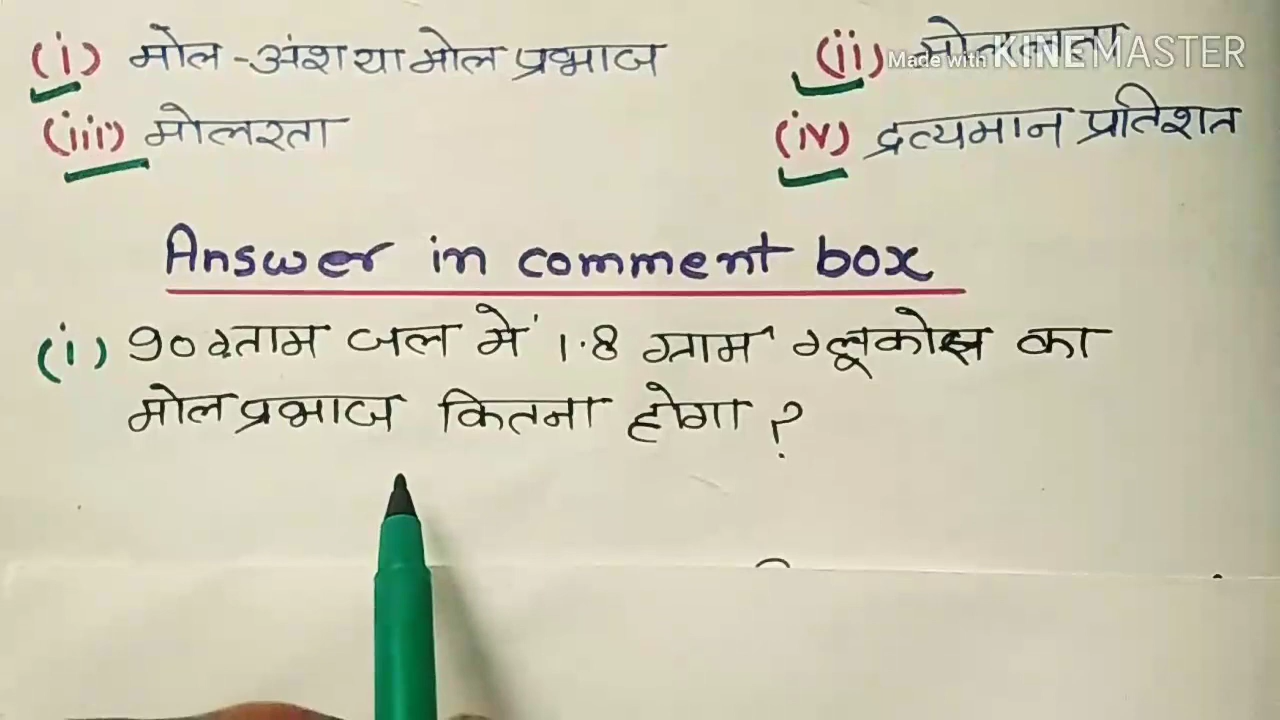 (i) मोल-अंश या मोल प्रभाज
(ii)
Made with KINEMASTER
(iii) मोलरता
(iv) द्रव्यमान प्रतिशत
Answer in comment box
(i) 90 ग्राम जल में 1.8 ग्राम ग्लूकोज का
मोल प्रभाज कितना होगा ?